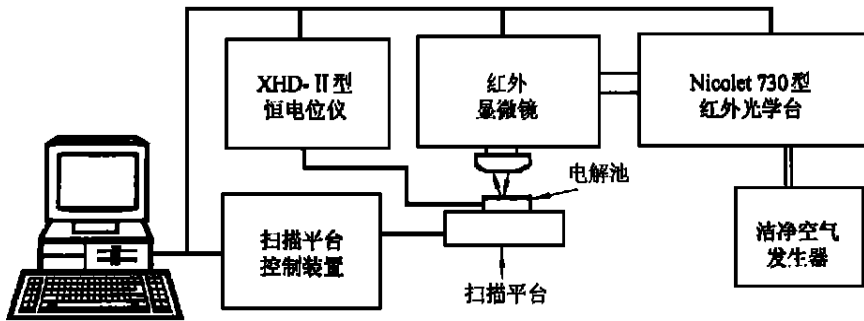 XHD-Ⅱ型
恒电位仪
红外
显微镜
Nicolet 730型
红外光学台
电解池
扫描平台
控制装置
洁净空气
发生器
扫描平台